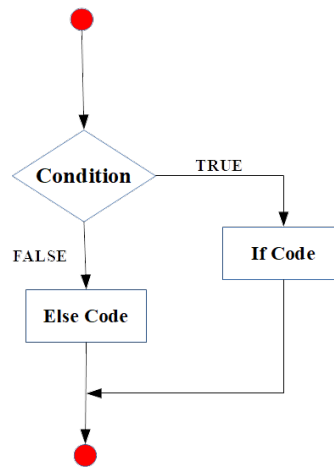 Condition
TRUE
FALSE
If Code
Else Code